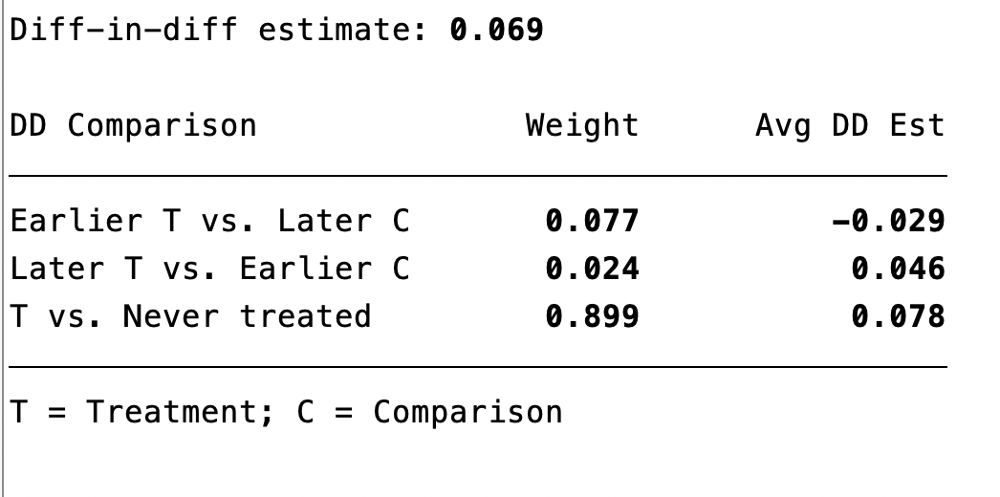 Diff-in-diff estimate: 0.069
DD Comparison Weight Avg DD Est
Earlier T vs. Later C 0.077 -0.029
Later T vs. Earlier C 0.024 0.046
T vs. Never treated 0.899 0.078
T = Treatment; C = Comparison